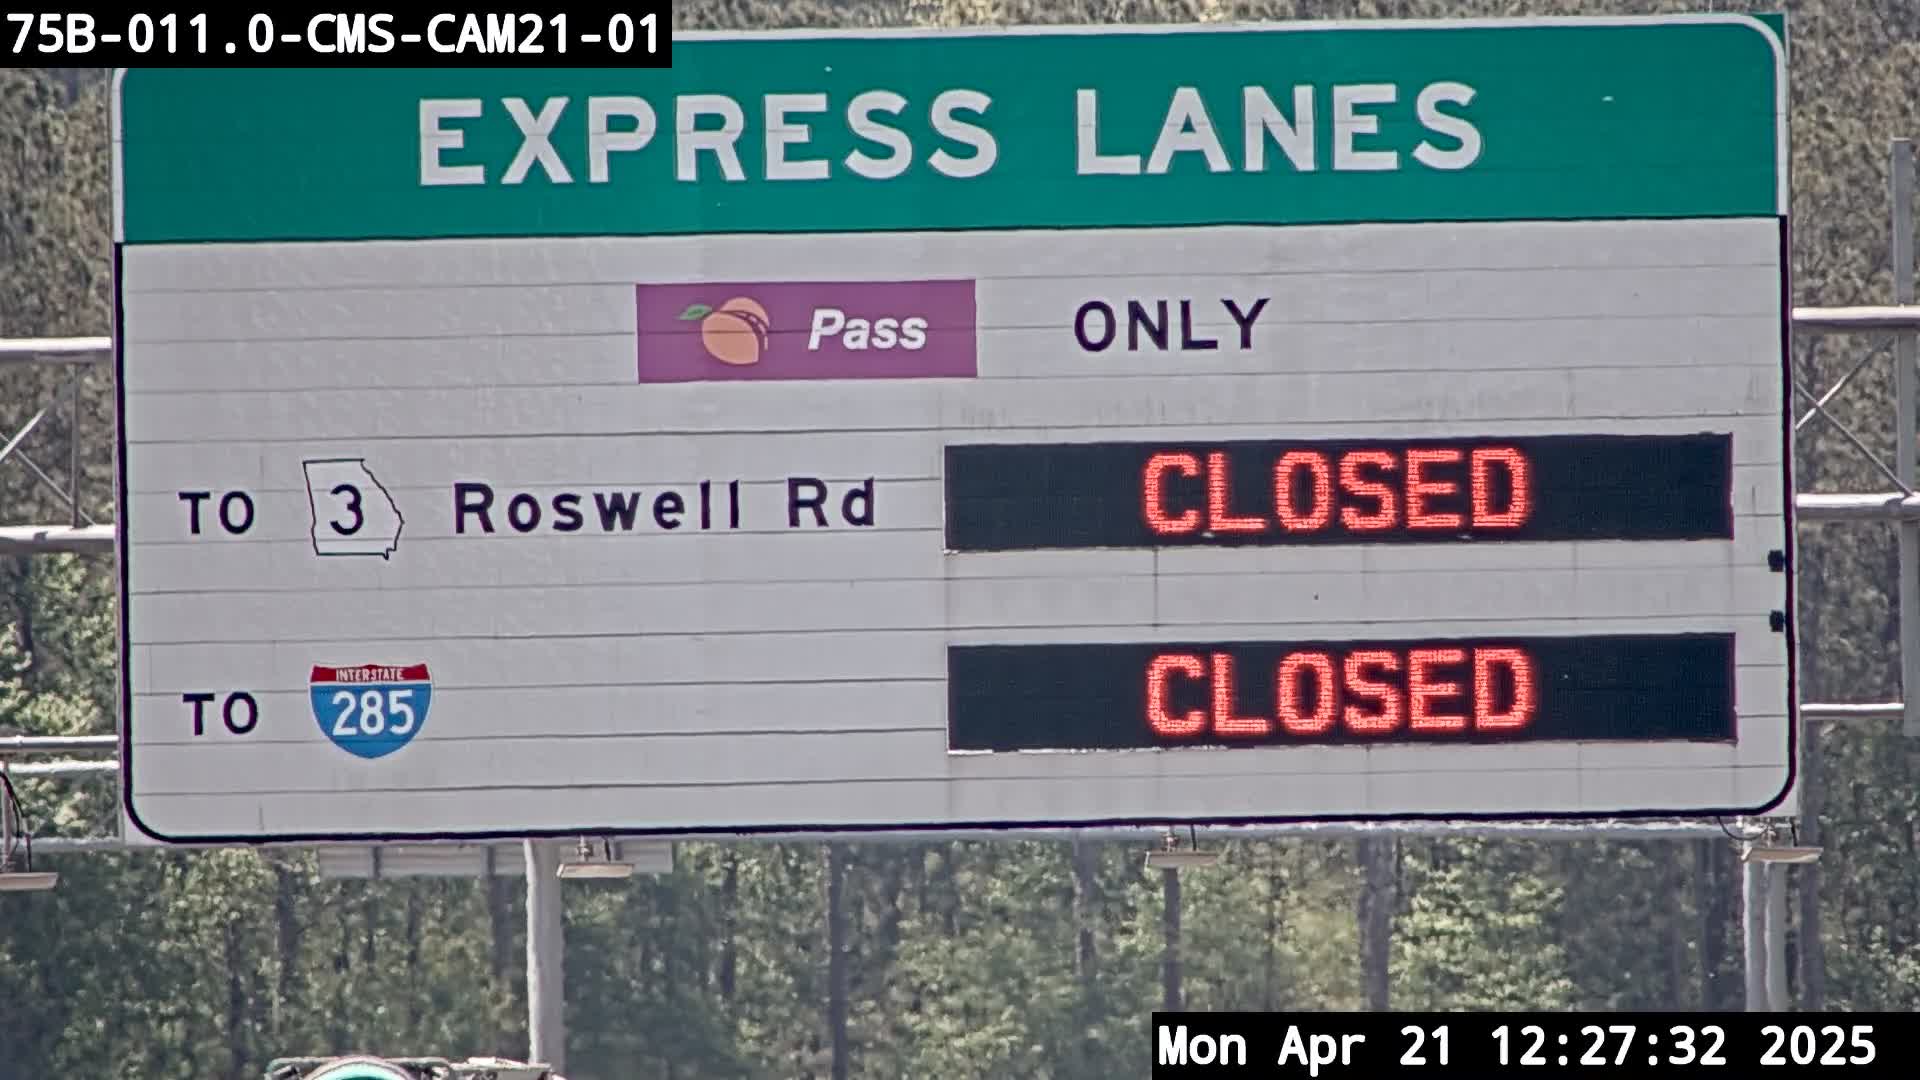 75B-011.0-CMS-CAM21-01
EXPRESS LANES
Pass ONLY
TO 3 Roswell Rd CLOSED
INTERSTATE
TO 285 CLOSED
Mon Apr 21 12:27:32 2025